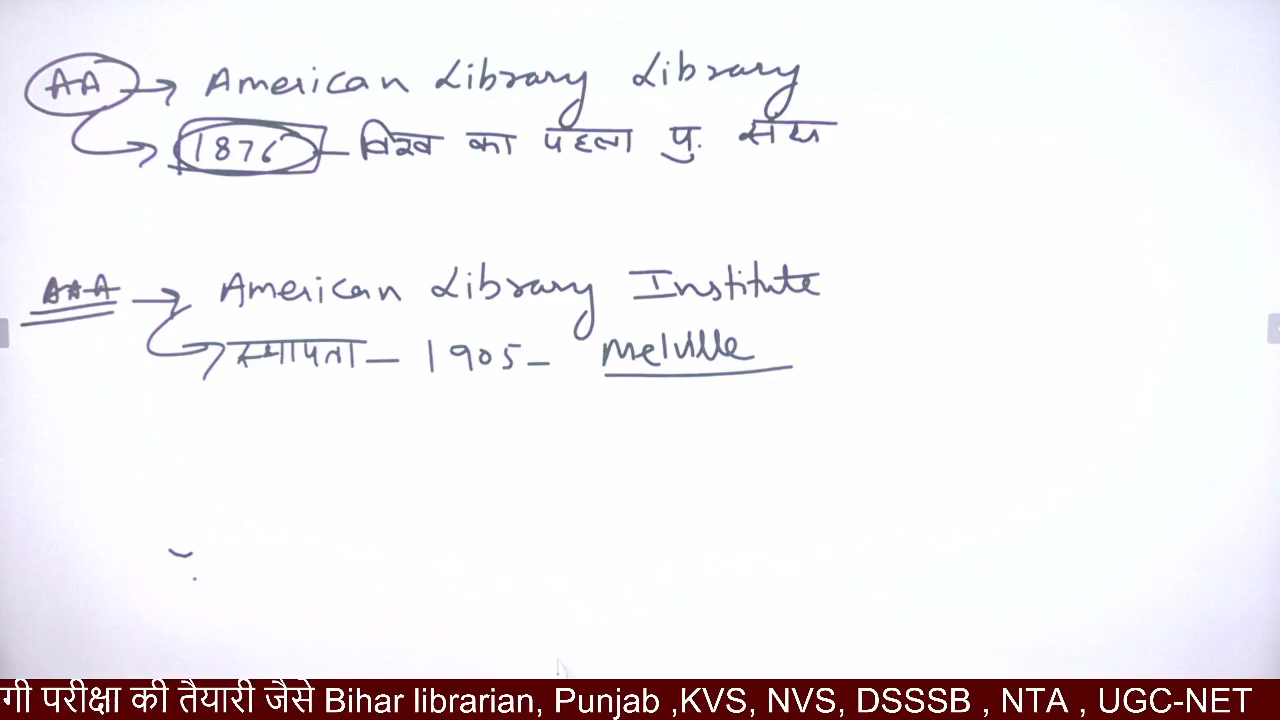 AA → American Library Library
1876 - विश्व का पहला पु. संघ
AAA → American Library Institute
स्थापना - 1905 - Melville
गी परीक्षा की तैयारी जैसे Bihar librarian, Punjab ,KVS, NVS, DSSSB , NTA , UGC-NET